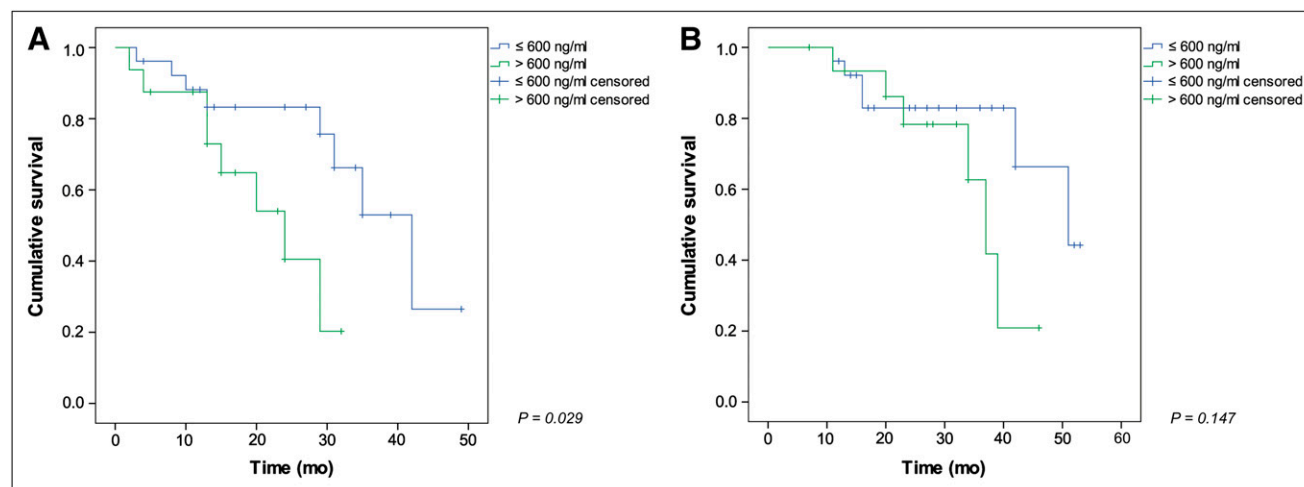 A
Cumulative survival
1.0
0.8
0.6
0.4
0.2
0.0
0 10 20 30 40 50
Time (mo)
≤ 600 ng/ml
> 600 ng/ml
≤ 600 ng/ml censored
> 600 ng/ml censored
P = 0.029
B
Cumulative survival
1.0
0.8
0.6
0.4
0.2
0.0
0 10 20 30 40 50 60
Time (mo)
≤ 600 ng/ml
> 600 ng/ml
≤ 600 ng/ml censored
> 600 ng/ml censored
P = 0.147